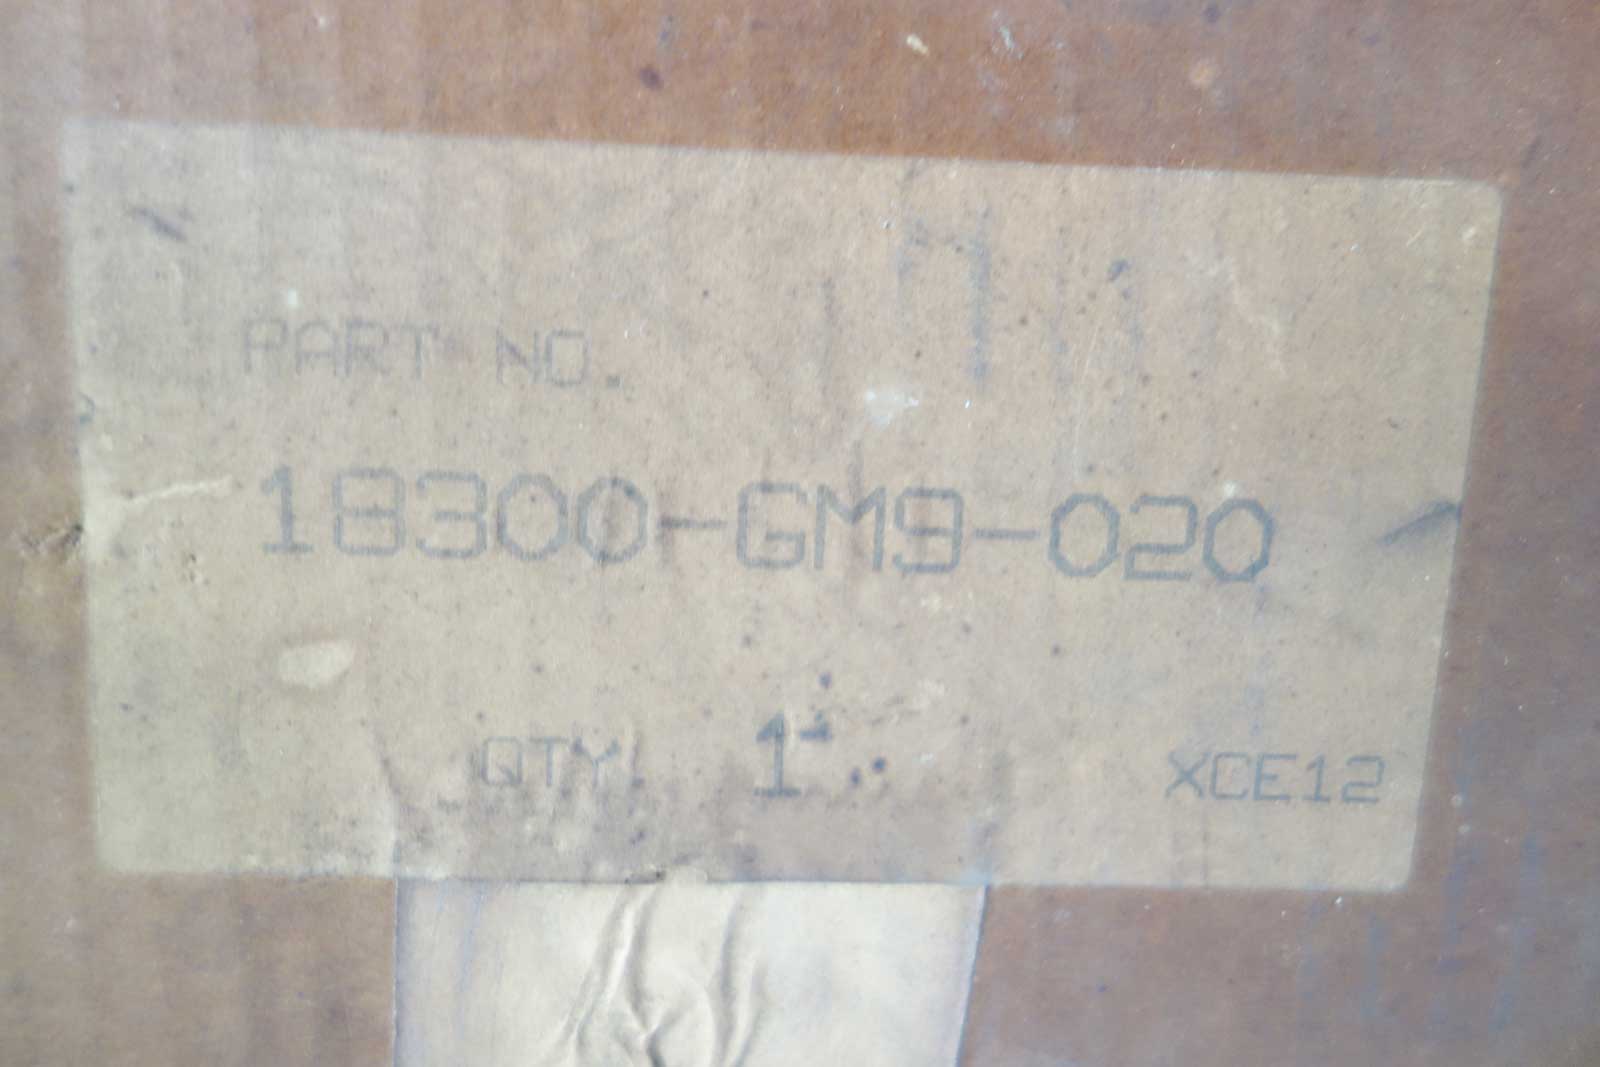 PART NO.
18300-GM9-020
QTY. 1
XCE12